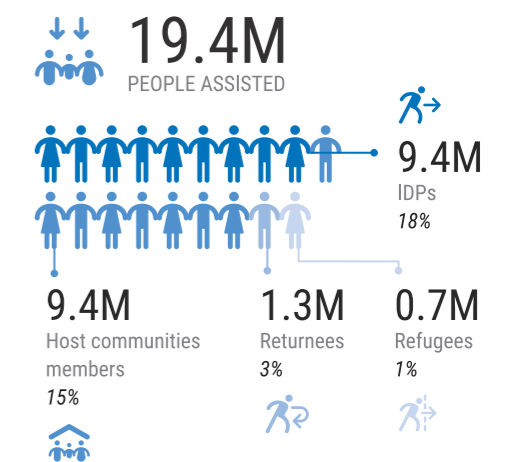 19.4M
PEOPLE ASSISTED
9.4M
IDPs
18%
9.4M
Host communities
members
15%
1.3M
Returnees
3%
0.7M
Refugees
1%